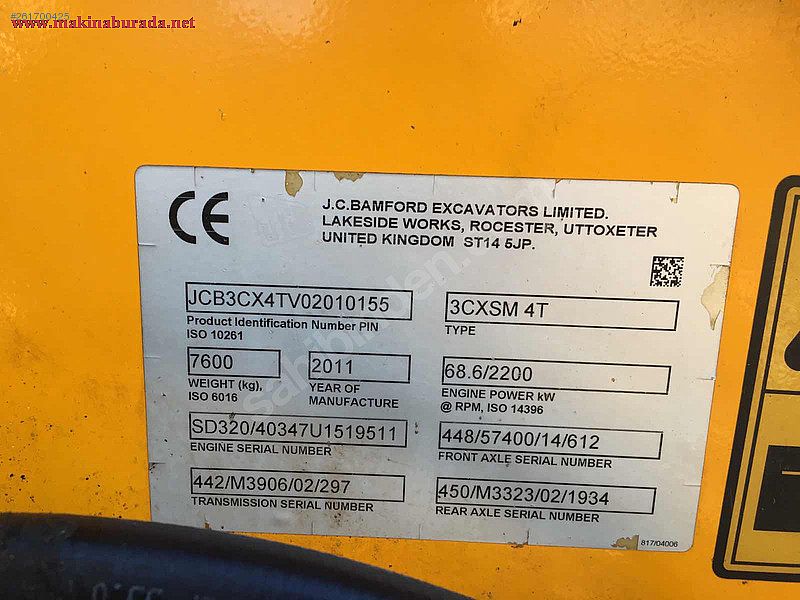 #261700425
www.makinaburada.net
CE
J.C.BAMFORD EXCAVATORS LIMITED.
LAKESIDE WORKS, ROCESTER, UTTOXETER
UNITED KINGDOM ST14 5JP.
JCB3CX4TV02010155
Product Identification Number PIN
ISO 10261
3CXSM 4T
TYPE
7600
WEIGHT (kg),
ISO 6016
2011
YEAR OF
MANUFACTURE
68.6/2200
ENGINE POWER kW
@ RPM, ISO 14396
SD320/40347U1519511
ENGINE SERIAL NUMBER
448/57400/14/612
FRONT AXLE SERIAL NUMBER
442/M3906/02/297
TRANSMISSION SERIAL NUMBER
450/M3323/02/1934
REAR AXLE SERIAL NUMBER
817/04006
sahibinden.com